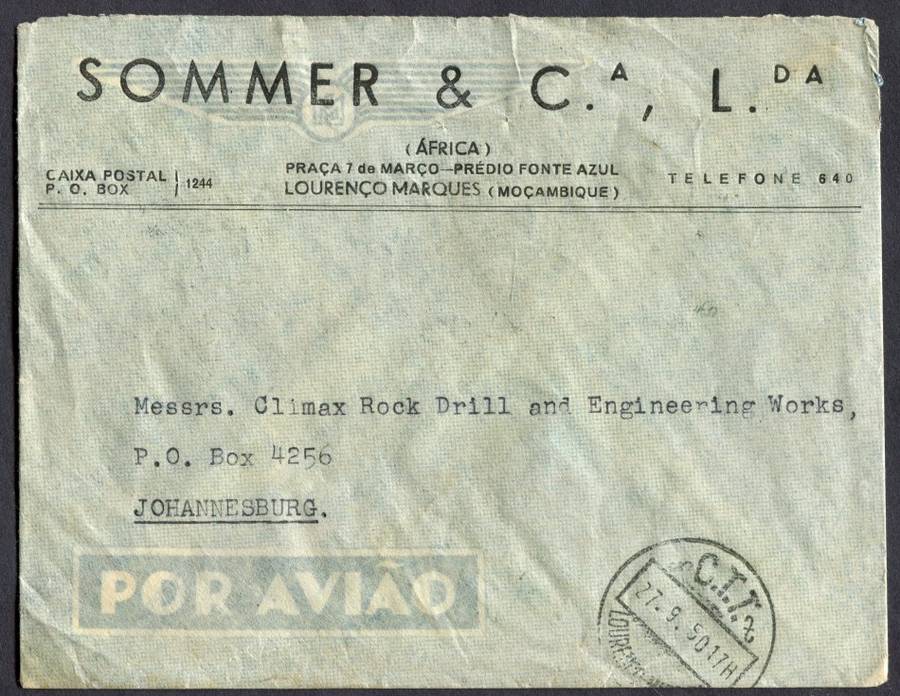 SOMMER & C.A, L.DA
(ÁFRICA)
CAIXA POSTAL
P. O. BOX
1244
PRAÇA 7 de MARÇO—PRÉDIO FONTE AZUL
LOURENÇO MARQUES (MOÇAMBIQUE)
TELEFONE 640
Messrs. Climax Rock Drill and Engineering Works,
P.O. Box 4256
JOHANNESBURG.
POR AVIÃO
C.T.T.
27.9.50 17H